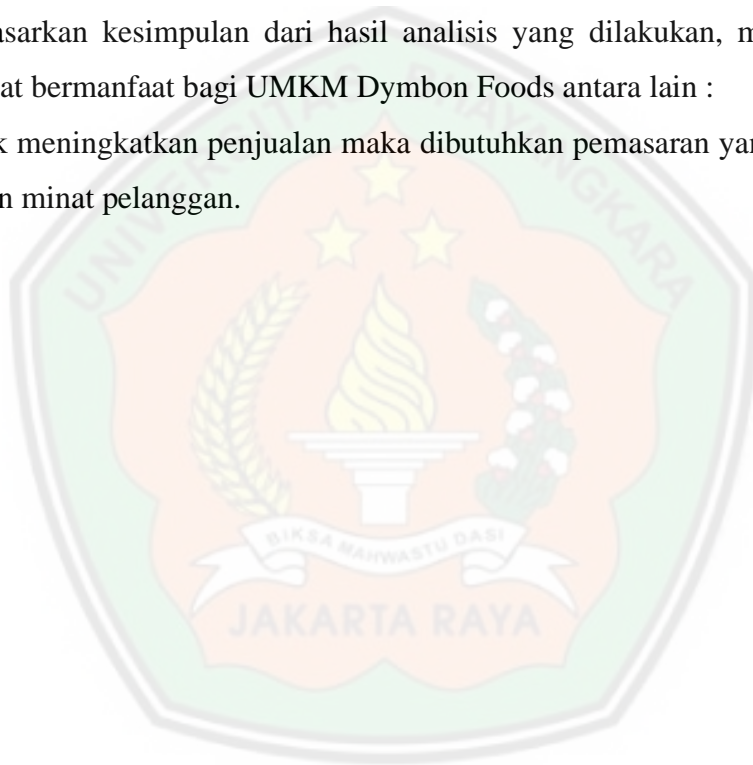 asarkan kesimpulan dari hasil analisis yang dilakukan, m
at bermanfaat bagi UMKM Dymbon Foods antara lain :
k meningkatkan penjualan maka dibutuhkan pemasaran yan
n minat pelanggan.
UNIVERSITAS BHAYANGKARA
BIKSA MAHWASTU DASI
JAKARTA RAYA